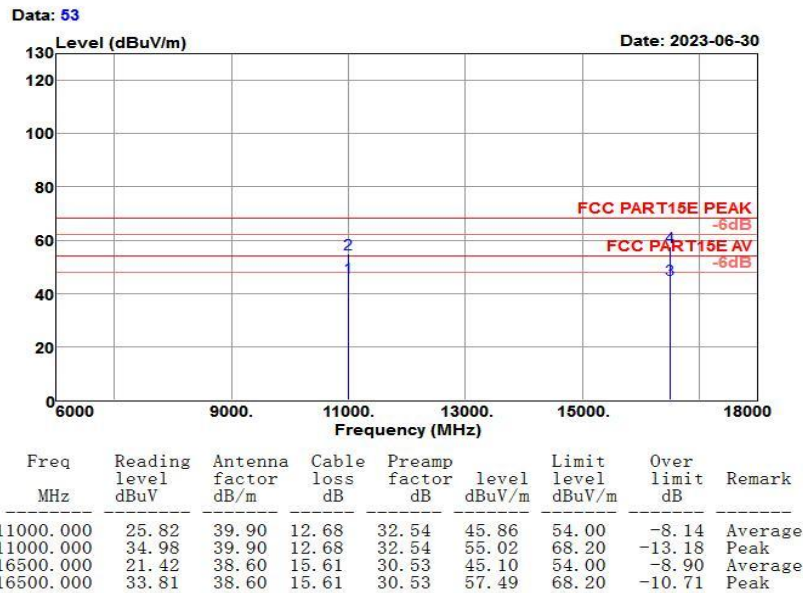 Data: 53
Level (dBuV/m)
Date: 2023-06-30
130
120
100
80
FCC PART15E PEAK
-6dB
60
2
4
FCC PART15E AV
-6dB
1
3
40
20
0
6000 9000. 11000. 13000. 15000. 18000
Frequency (MHz)
Freq Reading Antenna Cable Preamp Limit Over
level factor loss factor level level limit Remark
MHz dBuV dB/m dB dB dBuV/m dBuV/m dB
-------- ------- ------- ------ ------- ------- ------- ------- -------
11000.000 25.82 39.90 12.68 32.54 45.86 54.00 -8.14 Average
11000.000 34.98 39.90 12.68 32.54 55.02 68.20 -13.18 Peak
16500.000 21.42 38.60 15.61 30.53 45.10 54.00 -8.90 Average
16500.000 33.81 38.60 15.61 30.53 57.49 68.20 -10.71 Peak